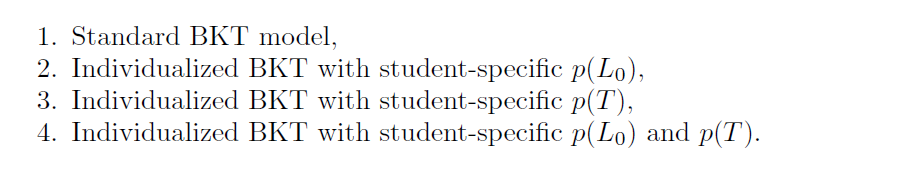 1. Standard BKT model,
2. Individualized BKT with student-specific p(L₀),
3. Individualized BKT with student-specific p(T),
4. Individualized BKT with student-specific p(L₀) and p(T).